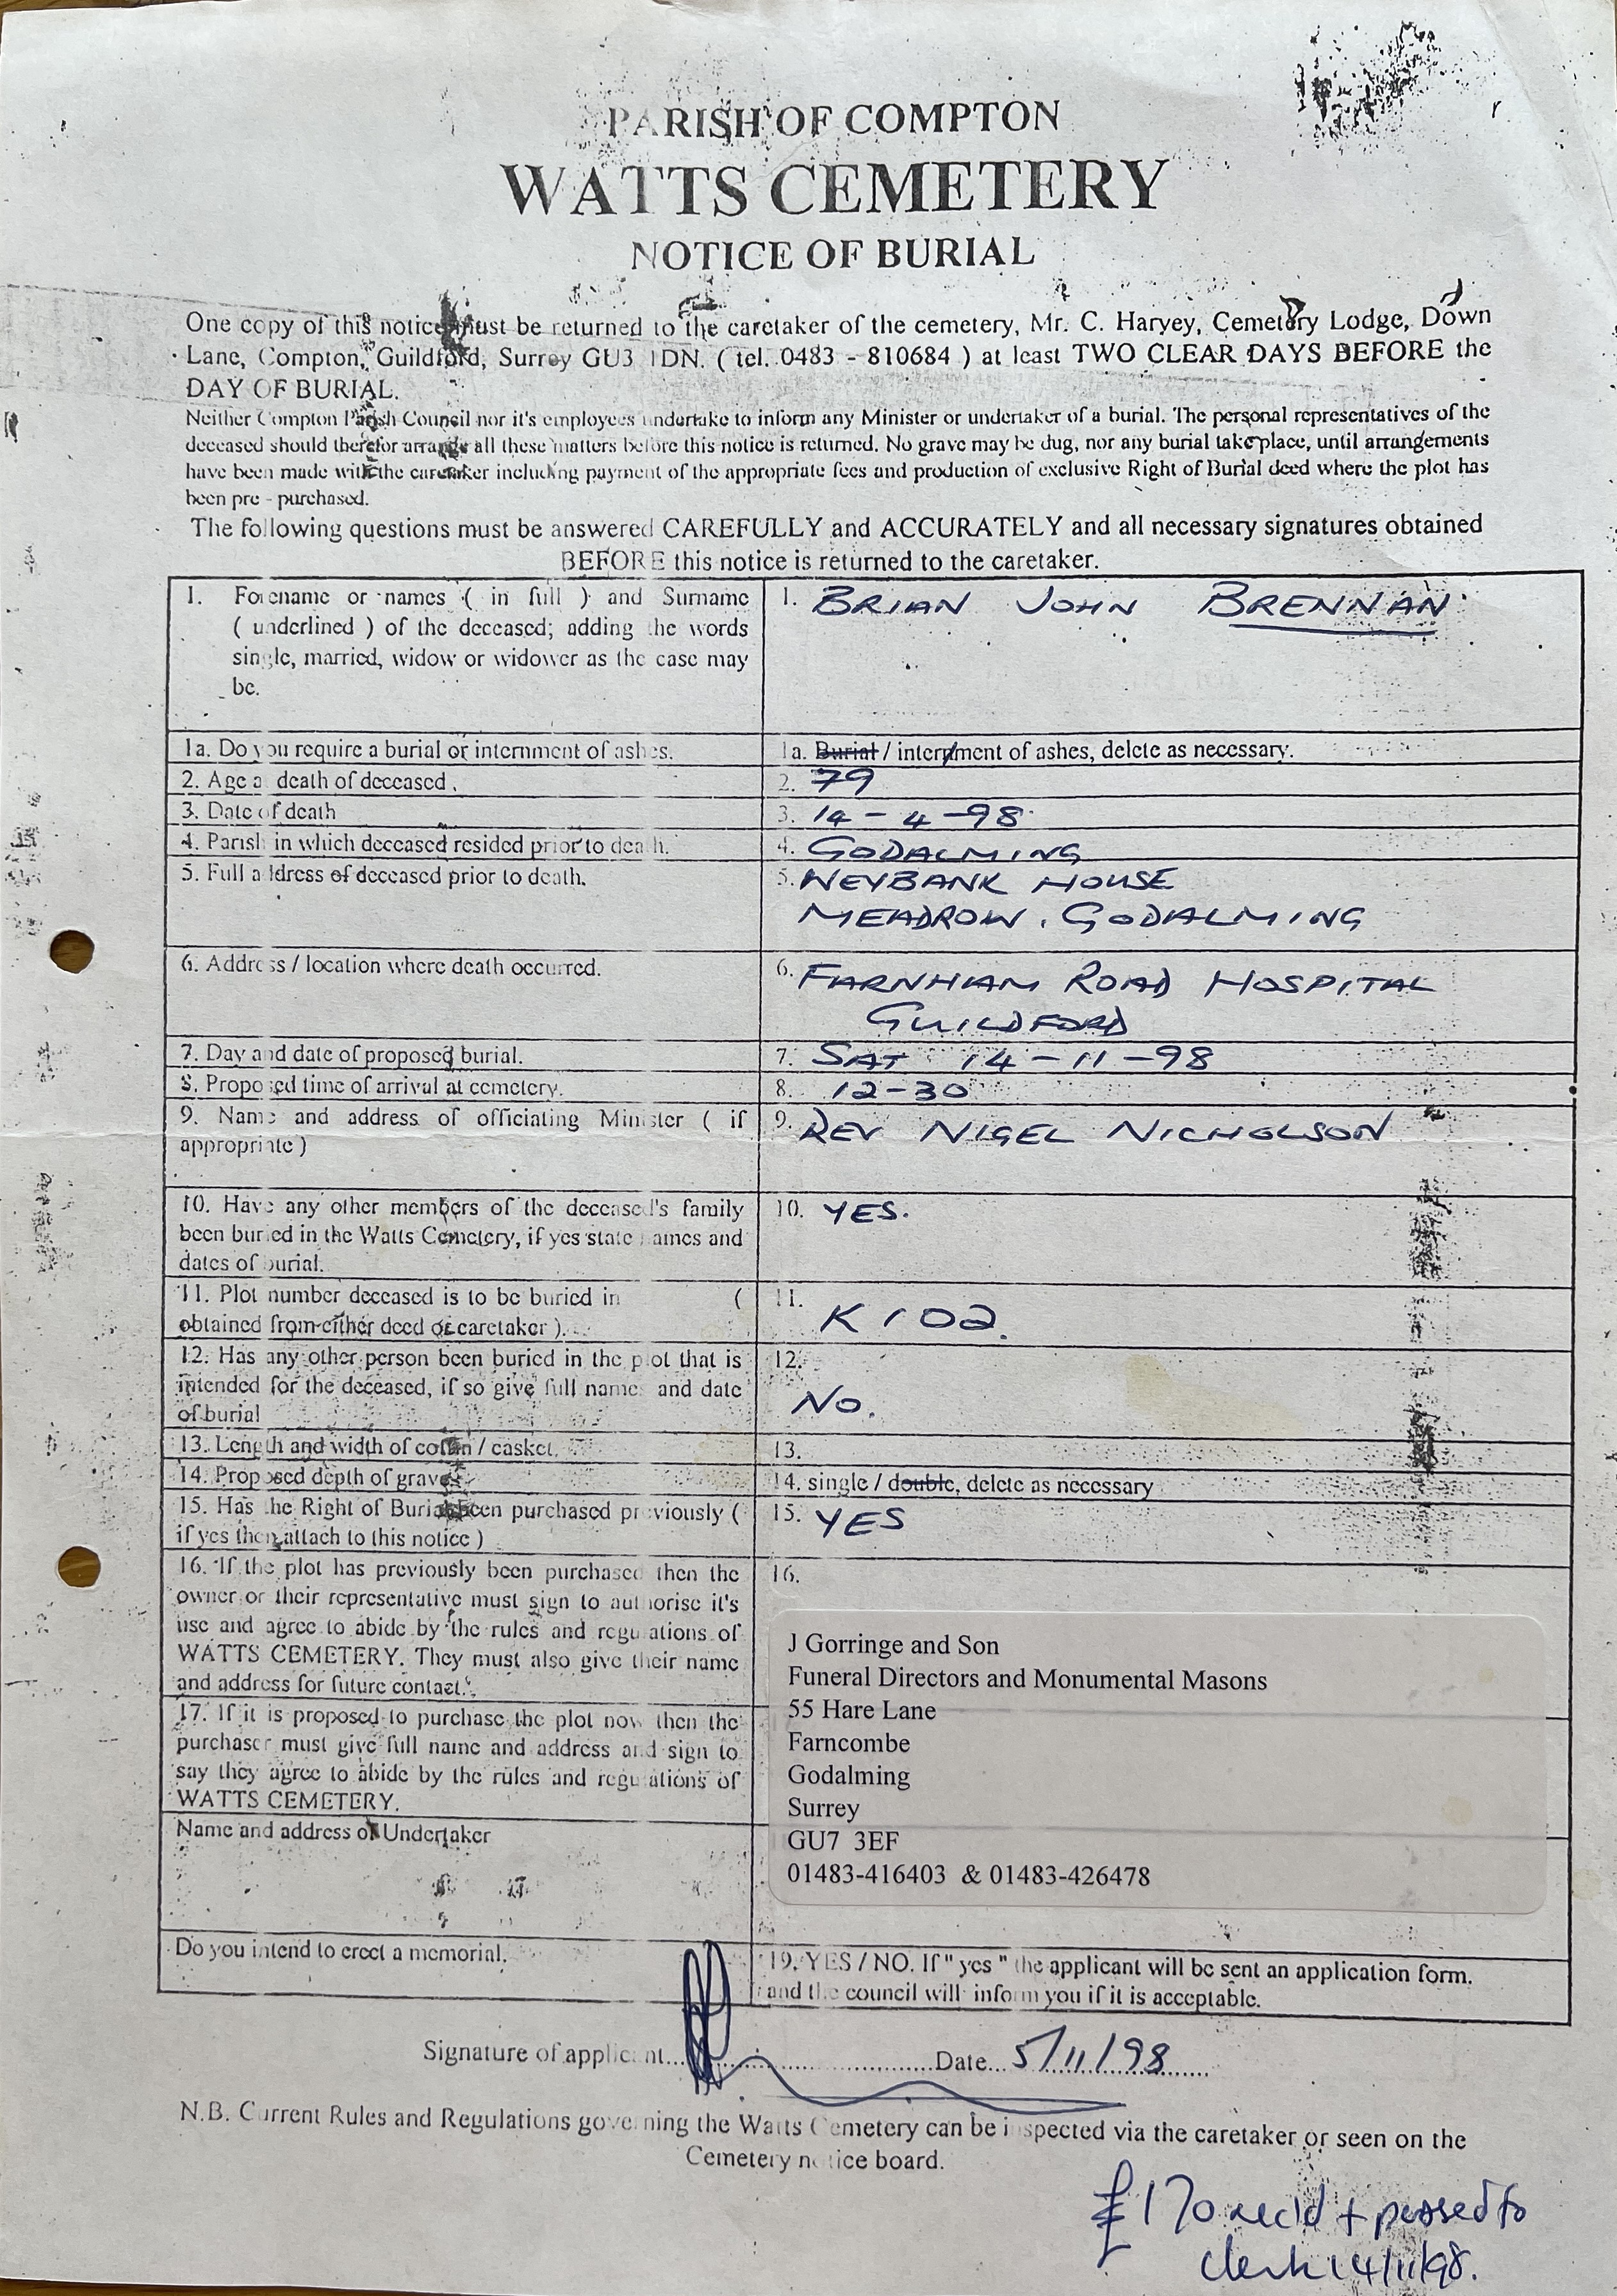 PARISH OF COMPTON
WATTS CEMETERY
NOTICE OF BURIAL
One copy of this notice must be returned to the caretaker of the cemetery, Mr. C. Harvey, Cemetery Lodge, Down
Lane, Compton, Guildford, Surrey GU3 1DN. ( tel. 0483 - 810684 ) at least TWO CLEAR DAYS BEFORE the
DAY OF BURIAL.
Neither Compton Parish Council nor it's employees undertake to inform any Minister or undertaker of a burial. The personal representatives of the
deceased should therefor arrange all these matters before this notice is returned. No grave may be dug, nor any burial take place, until arrangements
have been made with the caretaker including payment of the appropriate fees and production of exclusive Right of Burial deed where the plot has
been pre - purchased.
The following questions must be answered CAREFULLY and ACCURATELY and all necessary signatures obtained
BEFORE this notice is returned to the caretaker.
1. Forename or names ( in full ) and Surname
( underlined ) of the deceased; adding the words
single, married, widow or widower as the case may
be.
1. BRIAN JOHN BRENNAN
1a. Do you require a burial or internment of ashes.
1a. Burial / internment of ashes, delete as necessary.
2. Age at death of deceased.
2. 79
3. Date of death
3. 14 - 4 - 98
4. Parish in which deceased resided prior to death.
4. GODALMING
5. Full address of deceased prior to death.
5. WEYBANK HOUSE
MEADROW, GODALMING
6. Address / location where death occurred.
6. FARNHAM ROAD HOSPITAL
GUILDFORD
7. Day and date of proposed burial.
7. SAT 14 - 11 - 98
8. Proposed time of arrival at cemetery.
8. 12-30
9. Name and address of officiating Minister ( if
appropriate )
9. REV NIGEL NICHOLSON
10. Have any other members of the deceased's family
been buried in the Watts Cemetery, if yes state names and
dates of burial.
10. YES.
11. Plot number deceased is to be buried in (
obtained from either deed or caretaker ).
11. K102.
12. Has any other person been buried in the plot that is
intended for the deceased, if so give full name and date
of burial
12.
NO.
13. Length and width of coffin / casket.
13.
14. Proposed depth of grave
14. single / double, delete as necessary
15. Has the Right of Burial been purchased previously (
if yes then attach to this notice )
15. YES
16. If the plot has previously been purchased then the
owner or their representative must sign to authorise it's
use and agree to abide by the rules and regulations of
WATTS CEMETERY. They must also give their name
and address for future contact.
16.
17. If it is proposed to purchase the plot now then the
purchaser must give full name and address and sign to
say they agree to abide by the rules and regulations of
WATTS CEMETERY.
Name and address of Undertaker
J Gorringe and Son
Funeral Directors and Monumental Masons
55 Hare Lane
Farncombe
Godalming
Surrey
GU7 3EF
01483-416403 & 01483-426478
Do you intend to erect a memorial.
19. YES / NO. If " yes " the applicant will be sent an application form.
and the council will inform you if it is acceptable.
Signature of applicant.......................Date...5/11/98
N.B. Current Rules and Regulations governing the Watts Cemetery can be inspected via the caretaker or seen on the
Cemetery notice board.
£170 rec'd + passed to
clerk 14/11/98.